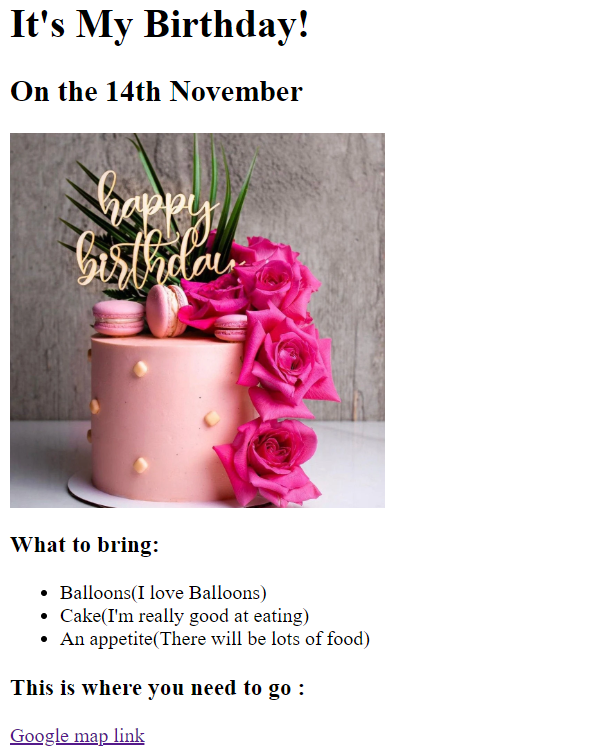 It's My Birthday!
On the 14th November
happy
birthday
What to bring:
Balloons(I love Balloons)
Cake(I'm really good at eating)
An appetite(There will be lots of food)
This is where you need to go :
Google map link